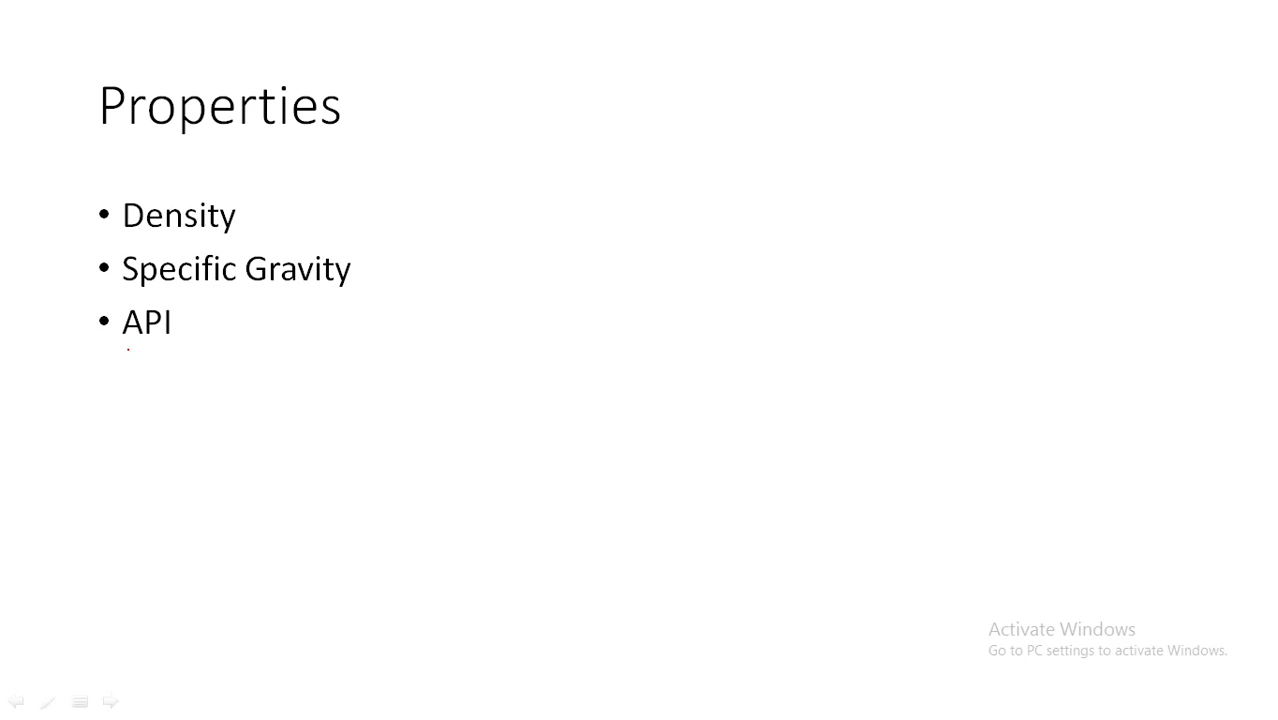 Properties
• Density
• Specific Gravity
• API
Activate Windows
Go to PC settings to activate Windows.